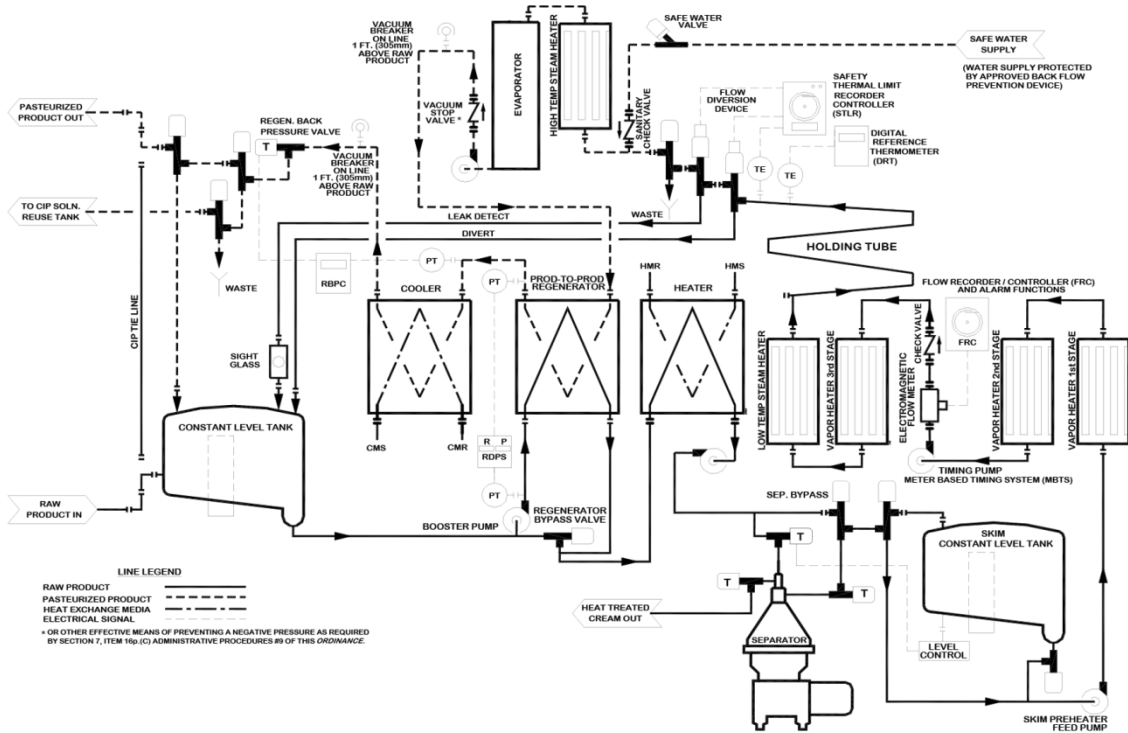 VACUUM
BREAKER
ON LINE
1 FT. (305mm)
ABOVE RAW
PRODUCT
EVAPORATOR
HIGH TEMP STEAM HEATER
SAFE WATER
VALVE
SAFE WATER
SUPPLY
(WATER SUPPLY PROTECTED
BY APPROVED BACK FLOW
PREVENTION DEVICE)
PASTEURIZED
PRODUCT OUT
REGEN. BACK
PRESSURE VALVE
T
VACUUM
BREAKER
ON LINE
1 FT. (305mm)
ABOVE RAW
PRODUCT
VACUUM
STOP
VALVE *
SANITARY
CHECK VALVE
FLOW
DIVERSION
DEVICE
SAFETY
THERMAL LIMIT
RECORDER
CONTROLLER
(STLR)
DIGITAL
REFERENCE
THERMOMETER
(DRT)
TE
TE
TO CIP SOLN.
REUSE TANK
WASTE
WASTE
LEAK DETECT
DIVERT
HOLDING TUBE
CIP TIE LINE
RBPC
PT
PT
COOLER
PROD-TO-PROD
REGENERATOR
HMR
HMS
HEATER
FLOW RECORDER / CONTROLLER (FRC)
AND ALARM FUNCTIONS
FRC
SIGHT
GLASS
LOW TEMP STEAM HEATER
VAPOR HEATER 3rd STAGE
ELECTROMAGNETIC
FLOW METER
CHECK VALVE
VAPOR HEATER 2nd STAGE
VAPOR HEATER 1st STAGE
CONSTANT LEVEL TANK
CMS
CMR
R P
RDPS
PT
TIMING PUMP
METER BASED TIMING SYSTEM (MBTS)
RAW
PRODUCT IN
BOOSTER PUMP
REGENERATOR
BYPASS VALVE
SEP. BYPASS
SKIM
CONSTANT LEVEL TANK
T
T
T
HEAT TREATED
CREAM OUT
SEPARATOR
LEVEL
CONTROL
SKIM PREHEATER
FEED PUMP
LINE LEGEND
RAW PRODUCT
PASTEURIZED PRODUCT
HEAT EXCHANGE MEDIA
ELECTRICAL SIGNAL
* OR OTHER EFFECTIVE MEANS OF PREVENTING A NEGATIVE PRESSURE AS REQUIRED
BY SECTION 7, ITEM 16p.(C) ADMINISTRATIVE PROCEDURES #9 OF THIS ORDINANCE.